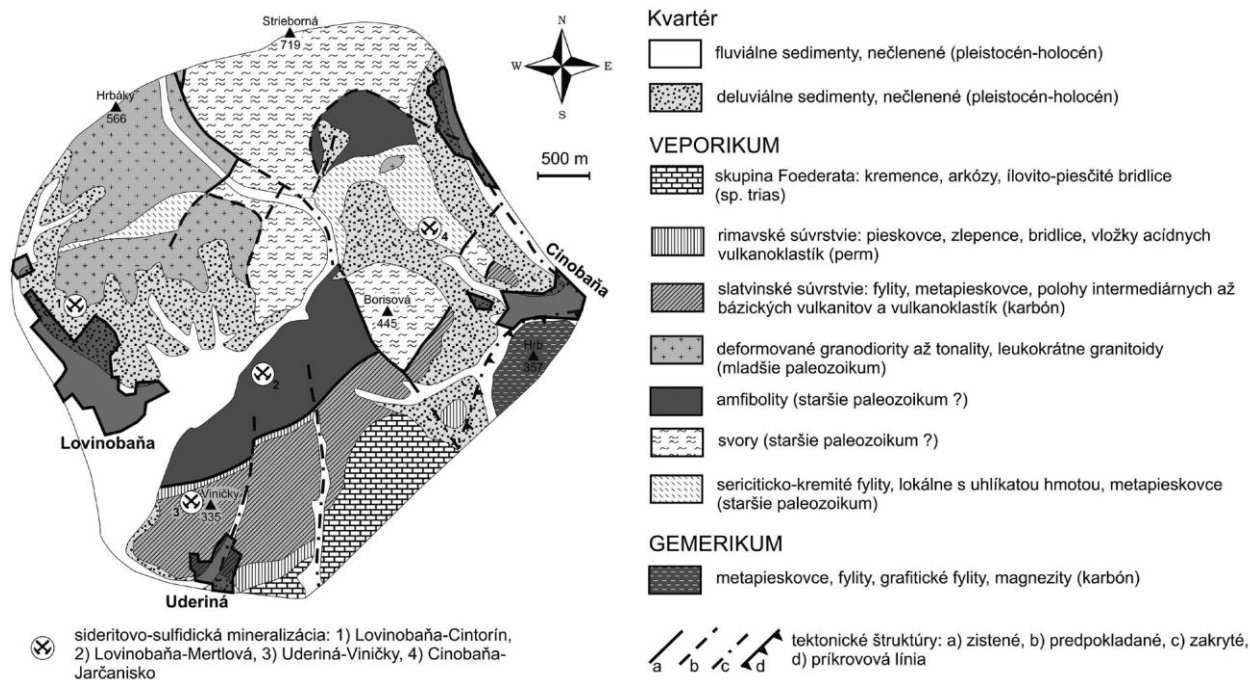 Strieborná
719
Hrbáky
566
N
W
E
S
500 m
4
Cinobaňa
1
Borisová
445
Hrb
357
2
Lovinobaňa
Viničky
3
335
Uderiná
sideritovo-sulfidická mineralizácia: 1) Lovinobaňa-Cintorín,
2) Lovinobaňa-Mertlová, 3) Uderiná-Viničky, 4) Cinobaňa-
Jarčanisko
Kvartér
fluviálne sedimenty, nečlenené (pleistocén-holocén)
deluviálne sedimenty, nečlenené (pleistocén-holocén)
VEPORIKUM
skupina Foederata: kremence, arkózy, ílovito-piesčité bridlice
(sp. trias)
rimavské súvrstvie: pieskovce, zlepence, bridlice, vložky acídnych
vulkanoklastík (perm)
slatvinské súvrstvie: fylity, metapieskovce, polohy intermediárnych až
bázických vulkanitov a vulkanoklastík (karbón)
deformované granodiority až tonality, leukokrátne granitoidy
(mladšie paleozoikum)
amfibolity (staršie paleozoikum ?)
svory (staršie paleozoikum ?)
sericiticko-kremité fylity, lokálne s uhlíkatou hmotou, metapieskovce
(staršie paleozoikum)
GEMERIKUM
metapieskovce, fylity, grafitické fylity, magnezity (karbón)
a b c d
tektonické štruktúry: a) zistené, b) predpokladané, c) zakryté,
d) príkrovová línia